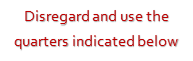 Disregard and use the
quarters indicated below